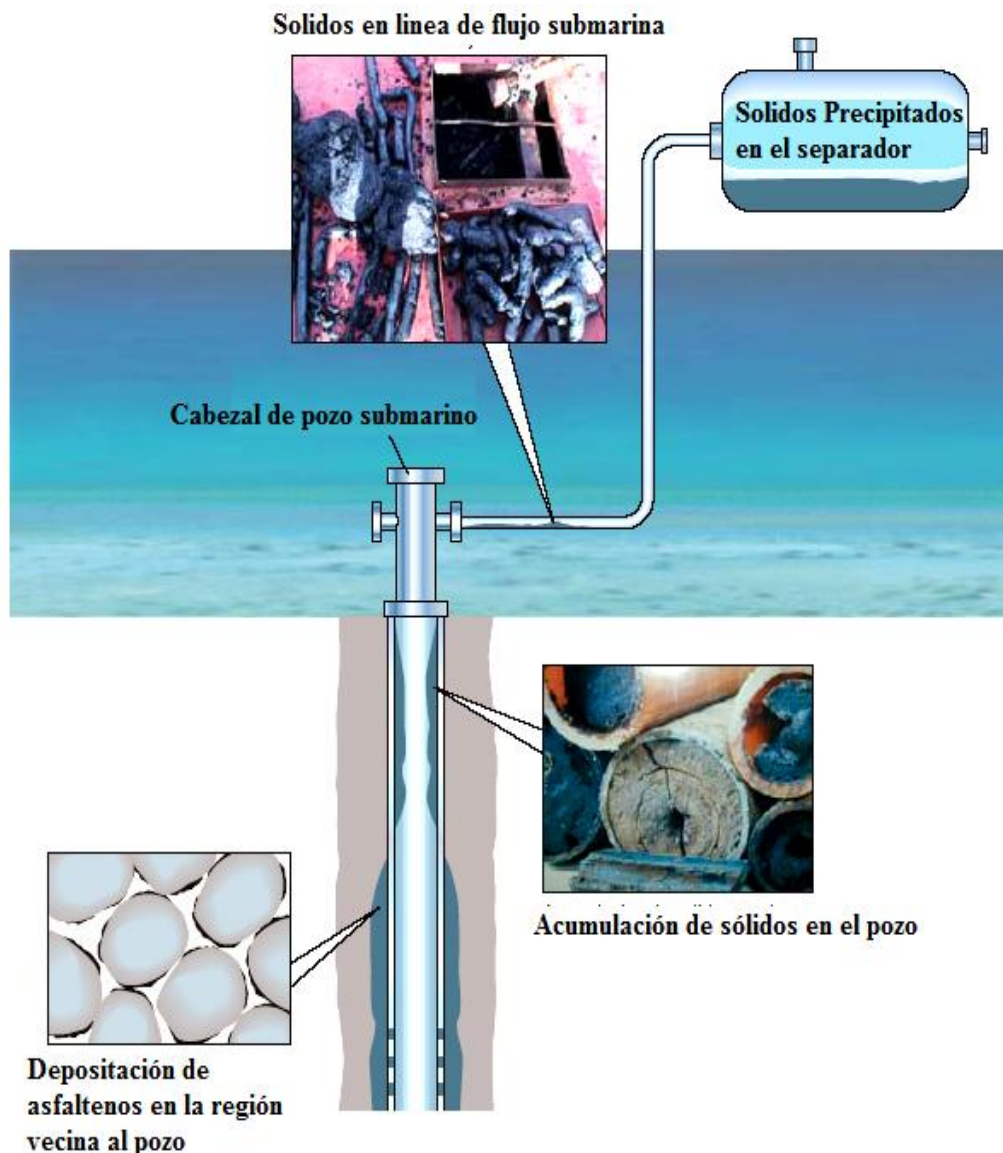 Solidos en linea de flujo submarina
Solidos Precipitados
en el separador
Cabezal de pozo submarino
Acumulación de sólidos en el pozo
Depositación de
asfaltenos en la región
vecina al pozo